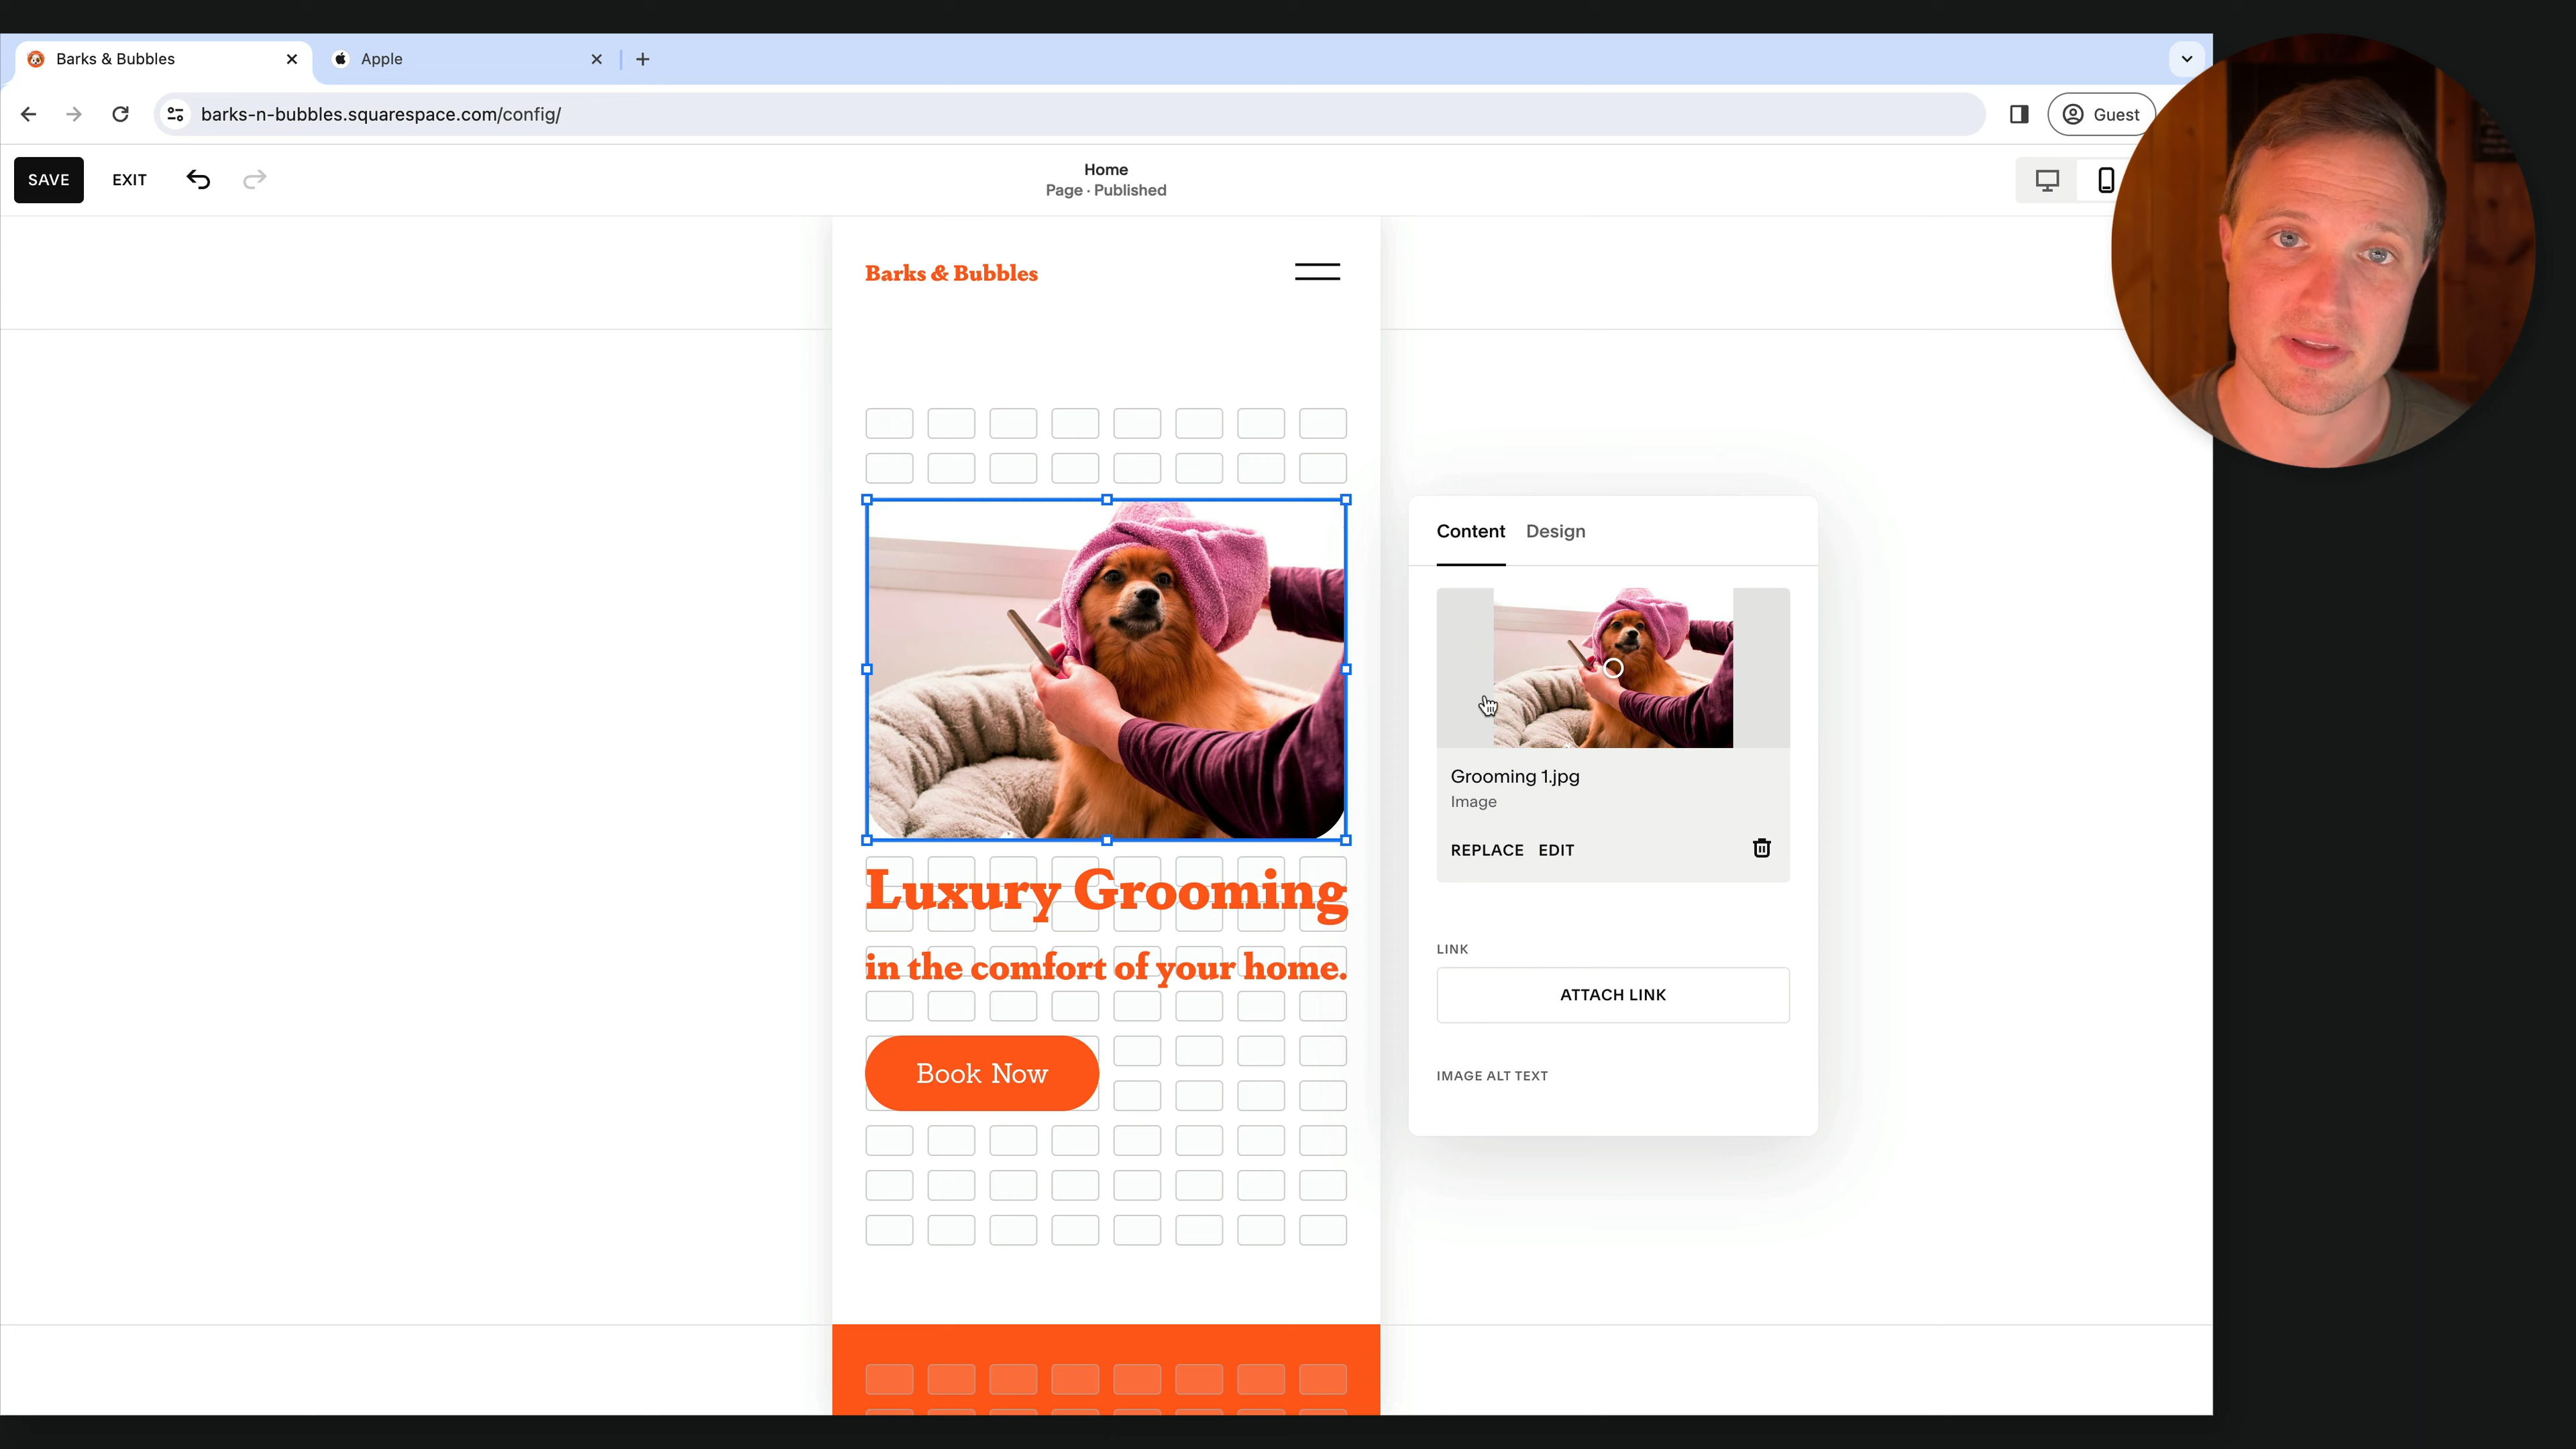 Barks & Bubbles
Apple
barks-n-bubbles.squarespace.com/config/
Guest
SAVE
EXIT
Home
Page · Published
Barks & Bubbles
Content
Design
Grooming 1.jpg
Image
REPLACE
EDIT
Luxury Grooming
in the comfort of your home.
LINK
ATTACH LINK
Book Now
IMAGE ALT TEXT